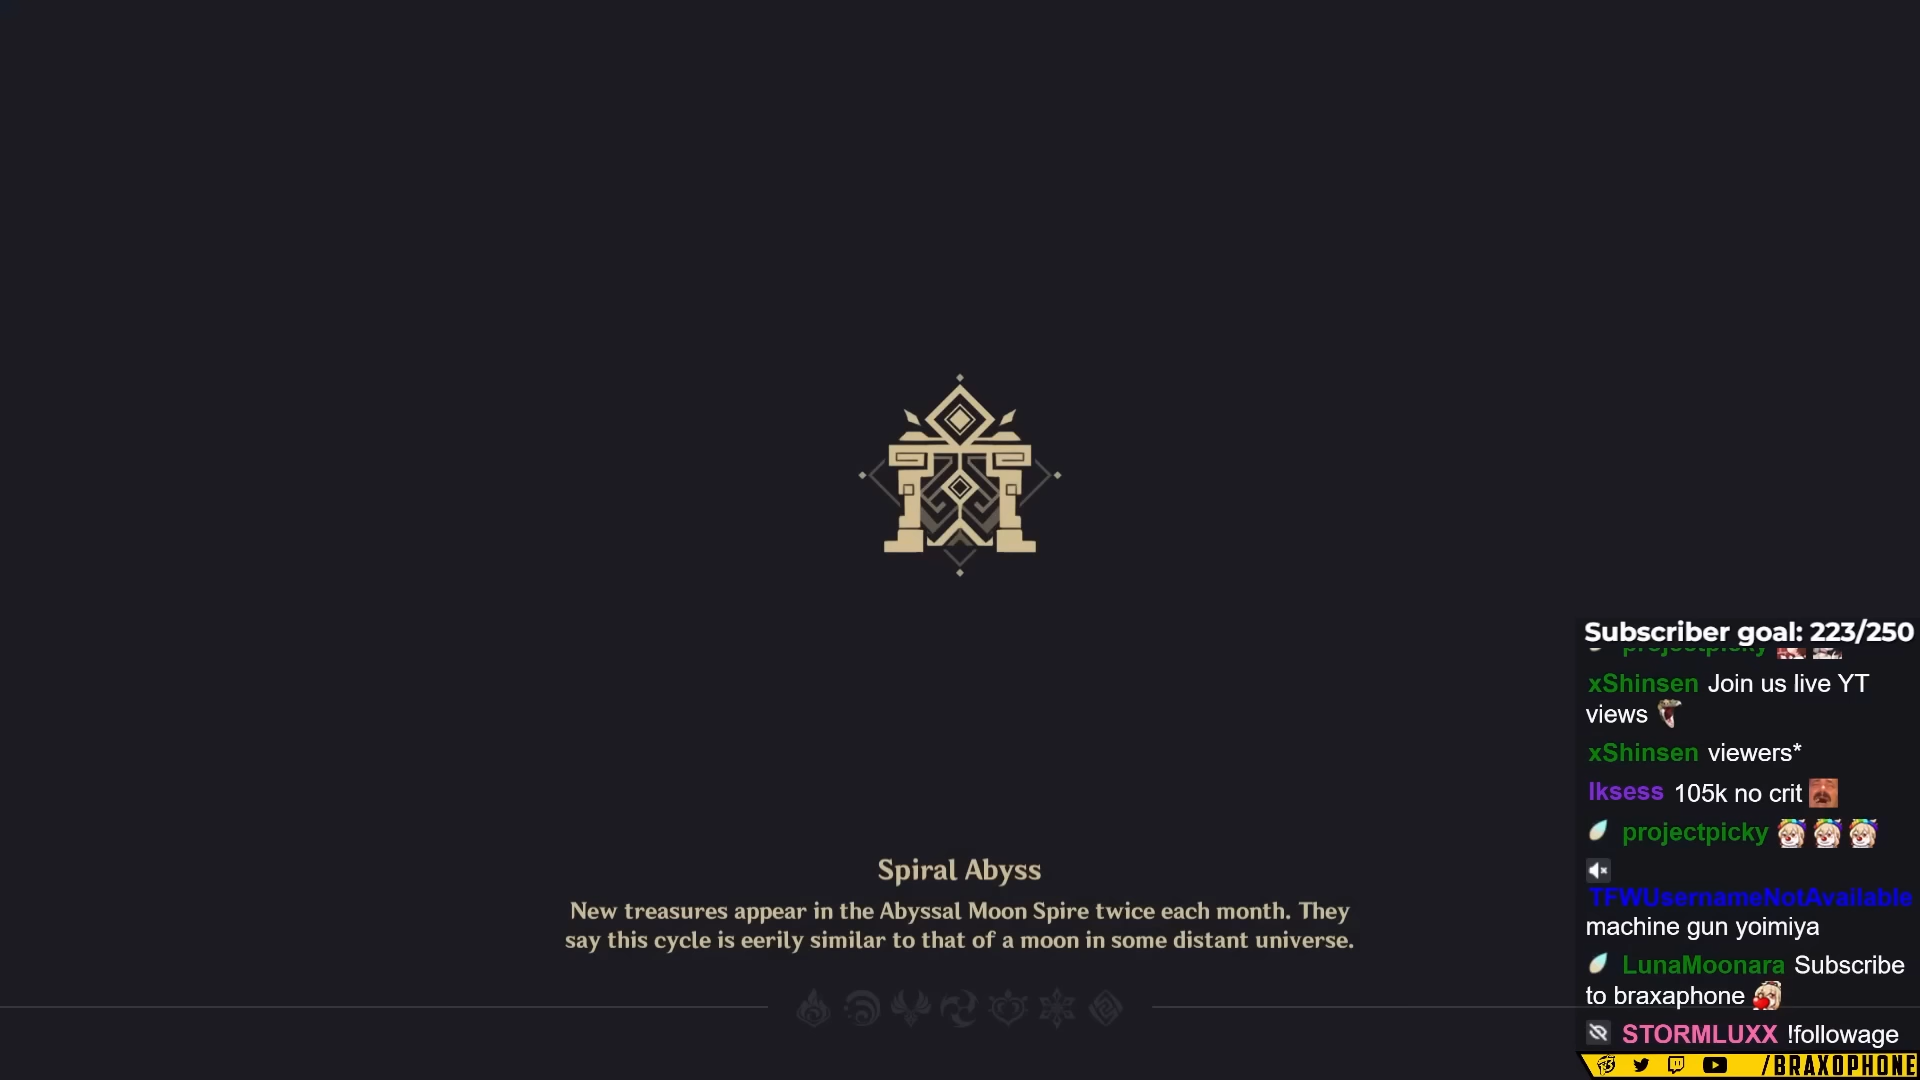 Spiral Abyss
New treasures appear in the Abyssal Moon Spire twice each month. They
say this cycle is eerily similar to that of a moon in some distant universe.
Subscriber goal: 223/250
projectpicky
xShinsen Join us live YT
views
xShinsen viewers*
Iksess 105k no crit
projectpicky
TFWUsernameNotAvailable
machine gun yoimiya
LunaMoonara Subscribe
to braxaphone
STORMLUXX !followage
/BRAXOPHONE